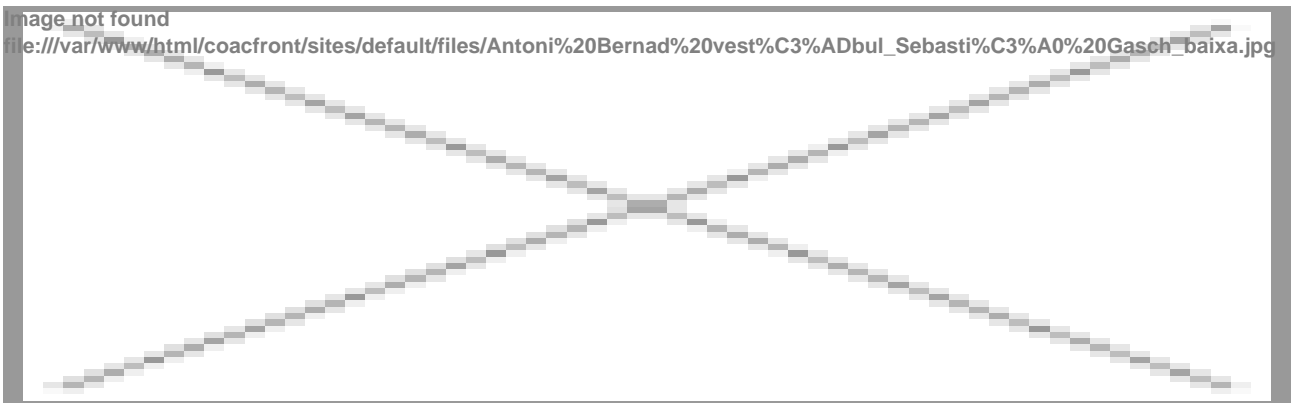 Image not found
file:///var/www/html/coacfront/sites/default/files/Antoni%20Bernad%20vest%C3%ADbul_Sebasti%C3%A0%20Gasch_baixa.jpg